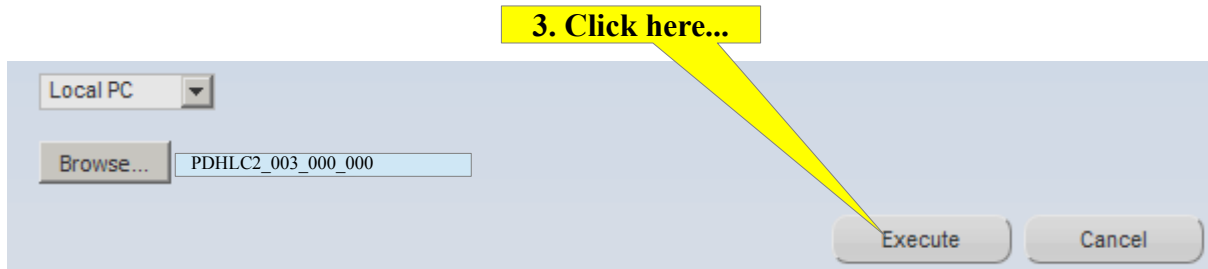 3. Click here...
Local PC
Browse... PDHLC2_003_000_000
Execute Cancel